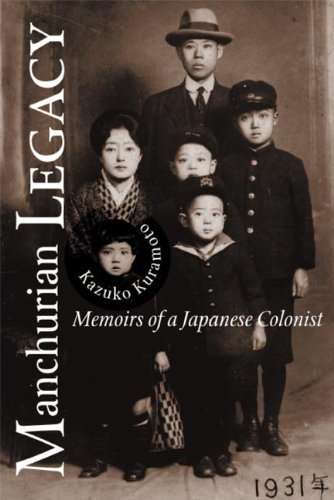 Manchurian LEGACY
Kazuko Kuramoto
Memoirs of a Japanese Colonist
1931年